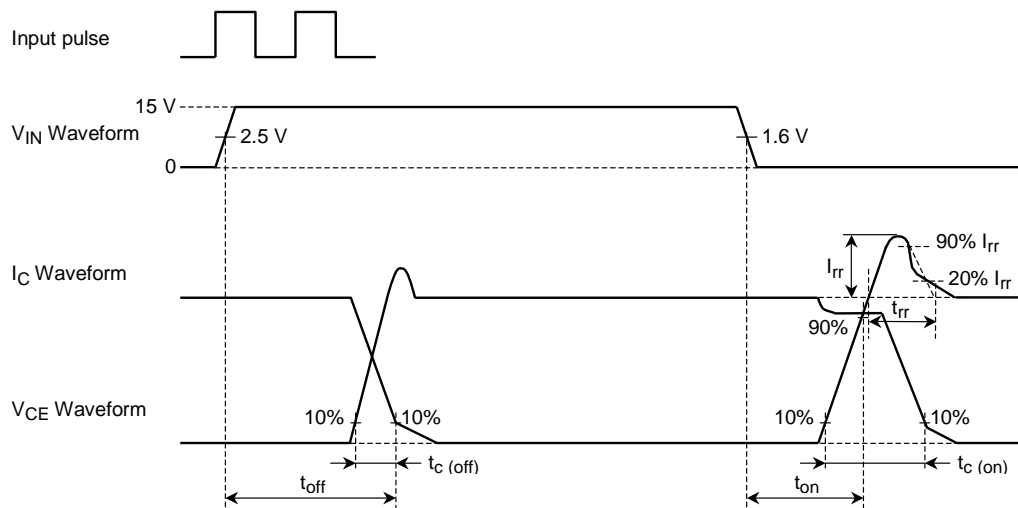 Input pulse
15 V
V_IN Waveform
2.5 V
1.6 V
0
90% I_rr
I_C Waveform
I_rr
20% I_rr
t_rr
90%
V_CE Waveform
10%
10%
10%
10%
t_c (off)
t_c (on)
t_off
t_on